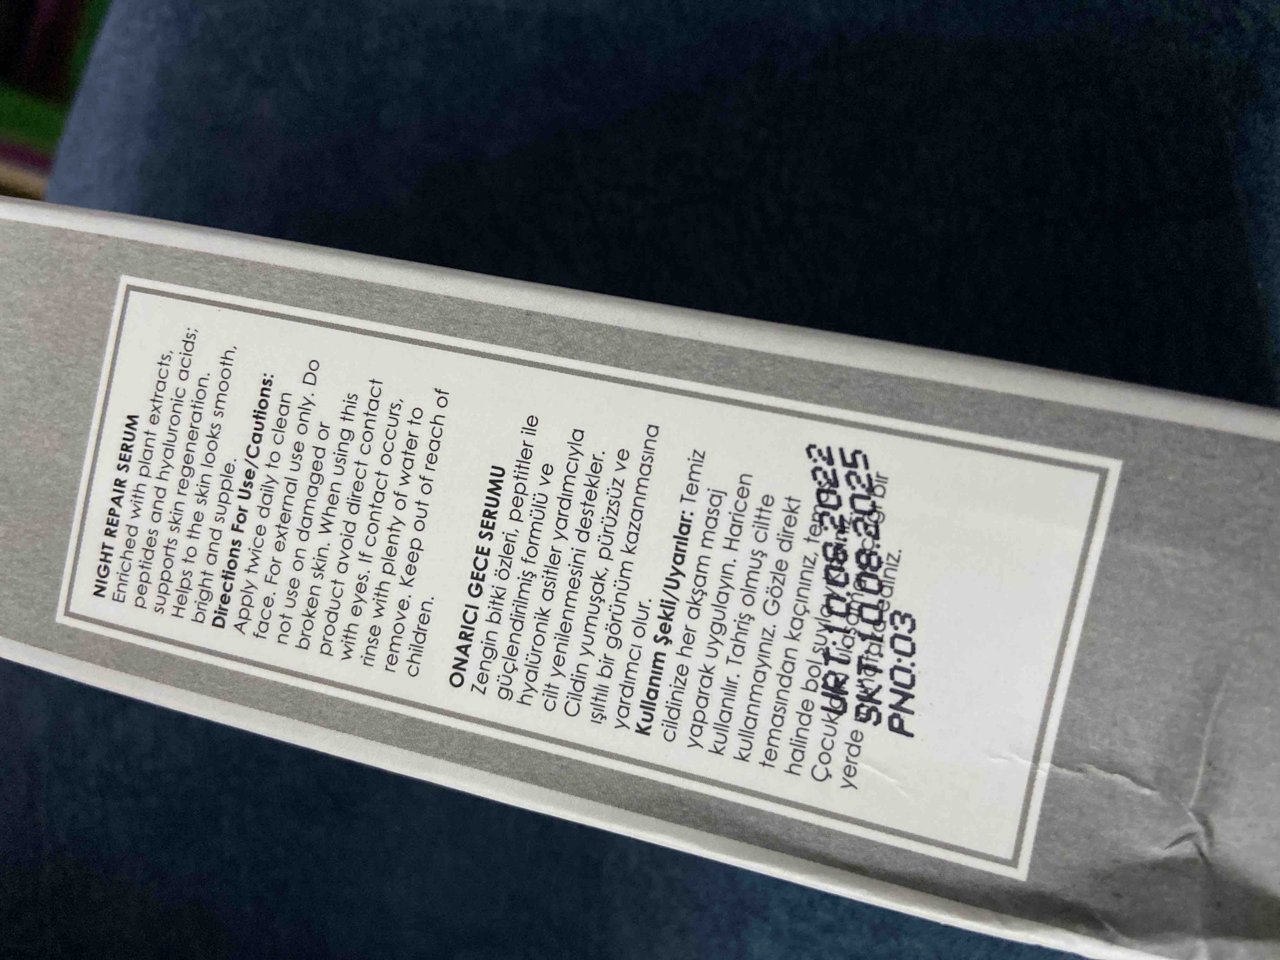 NIGHT REPAIR SERUM
Enriched with plant extracts,
peptides and hyaluronic acids;
supports skin regeneration.
Helps to the skin looks smooth,
bright and supple.
Directions For Use/Cautions:
Apply twice daily to clean
face. For external use only. Do
not use on damaged or
broken skin. When using this
product avoid direct contact
with eyes. If contact occurs,
rinse with plenty of water to
remove. Keep out of reach of
children.
ONARICI GECE SERUMU
Zengin bitki özleri, peptitler ile
güçlendirilmiş formülü ve
hyalüronik asitler yardımcıyla
cilt yenilenmesini destekler.
Cildin yumuşak, pürüzsüz ve
ışıltılı bir görünüm kazanmasına
yardımcı olur.
Kullanım Şekli/Uyarılar: Temiz
cildinize her akşam masaj
yaparak uygulayın. Haricen
kullanılır. Tahriş olmuş ciltte
kullanmayınız. Gözle direkt
temasından kaçınınız, temas
halinde bol suyla
yerde
URT:10.08.2022
SKT:10.08.2025
PNO:03